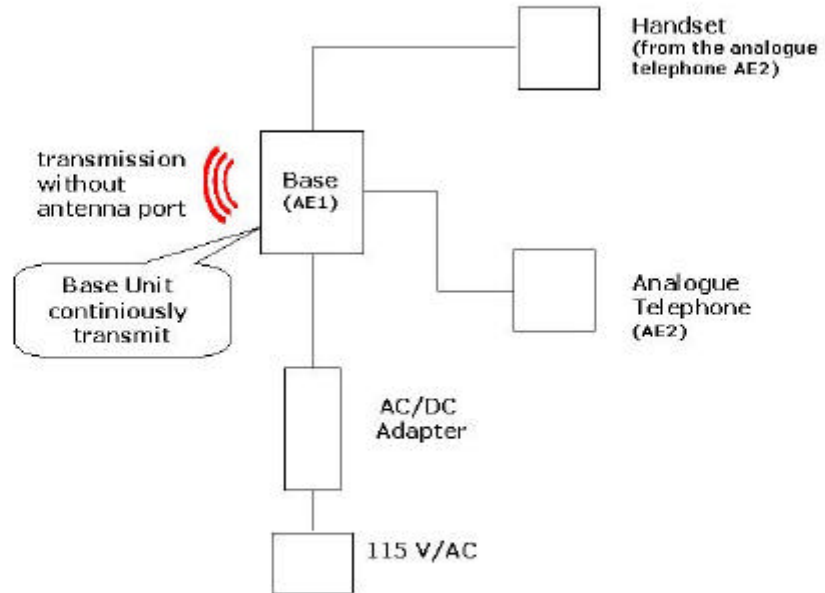 Handset
(from the analogue
telephone AE2)
transmission
without
antenna port
Base
(AE1)
Base Unit
continiously
transmit
Analogue
Telephone
(AE2)
AC/DC
Adapter
115 V/AC